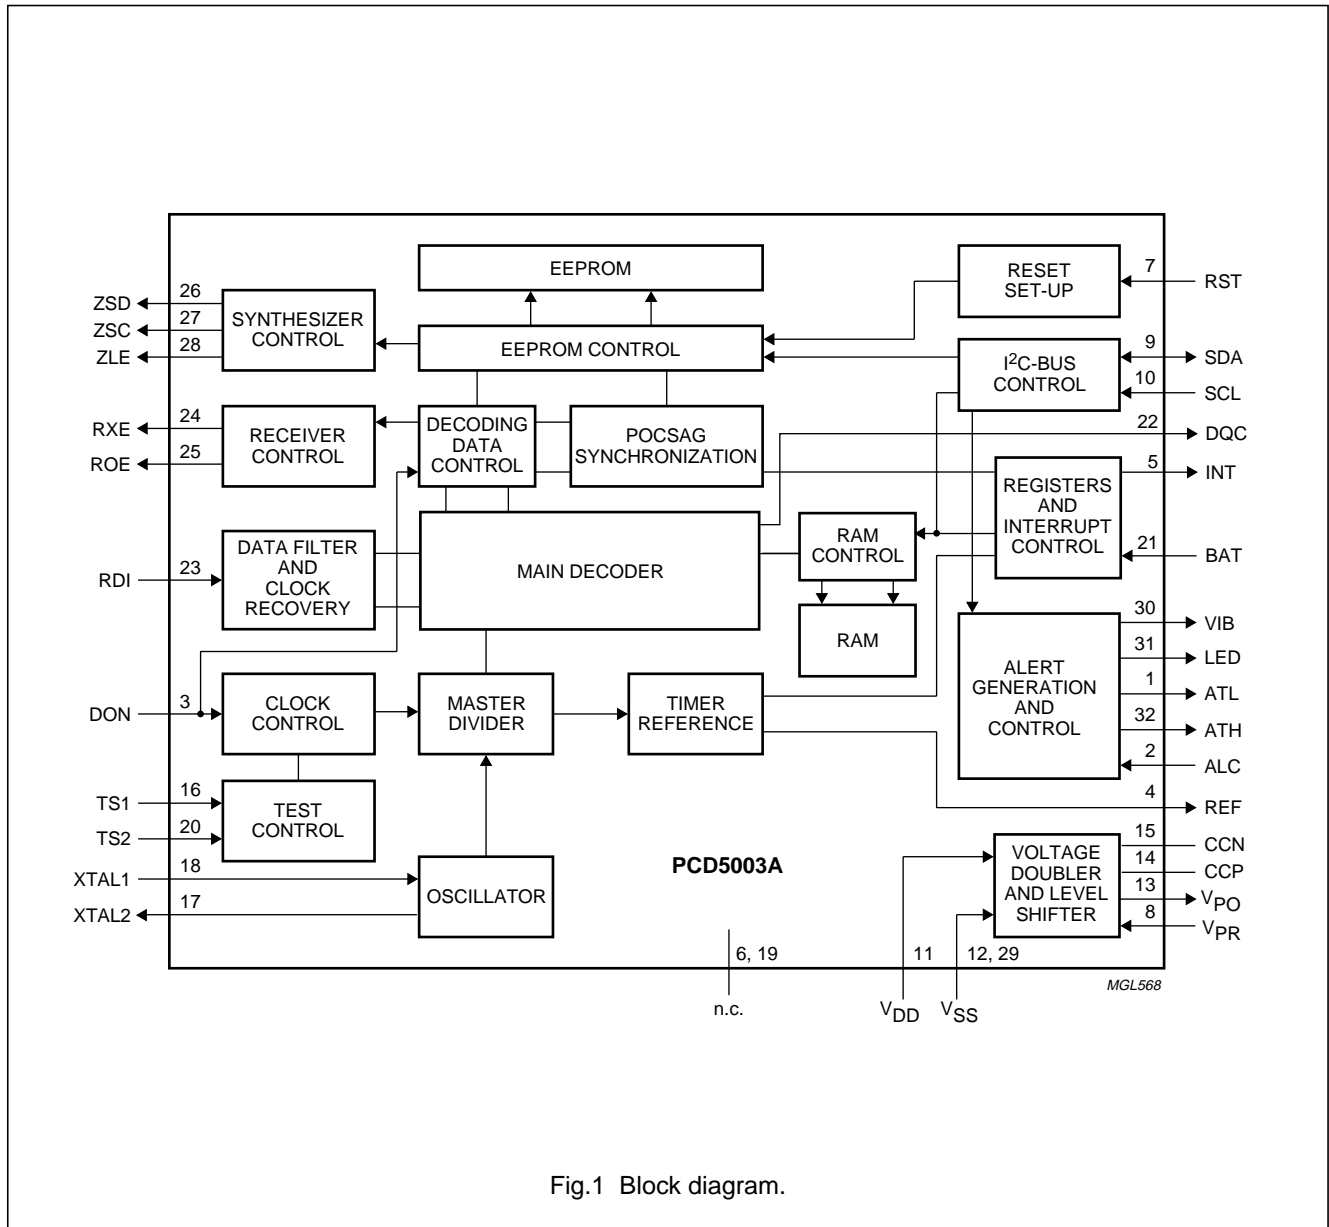 EEPROM
RESET
SET-UP
7
RST
ZSD
26
ZSC
27
ZLE
28
SYNTHESIZER
CONTROL
EEPROM CONTROL
I²C-BUS
CONTROL
9
SDA
10
SCL
RXE
24
ROE
25
RECEIVER
CONTROL
DECODING
DATA
CONTROL
POCSAG
SYNCHRONIZATION
22
DQC
REGISTERS
AND
INTERRUPT
CONTROL
5
INT
21
BAT
RDI
23
DATA FILTER
AND
CLOCK
RECOVERY
MAIN DECODER
RAM
CONTROL
RAM
ALERT
GENERATION
AND
CONTROL
30
VIB
31
LED
1
ATL
32
ATH
2
ALC
DON
3
CLOCK
CONTROL
MASTER
DIVIDER
TIMER
REFERENCE
4
REF
TS1
16
TS2
20
TEST
CONTROL
XTAL1
18
XTAL2
17
OSCILLATOR
PCD5003A
VOLTAGE
DOUBLER
AND LEVEL
SHIFTER
15
CCN
14
CCP
13
VPO
8
VPR
6, 19
n.c.
11
VDD
12, 29
VSS
MGL568
Fig.1 Block diagram.